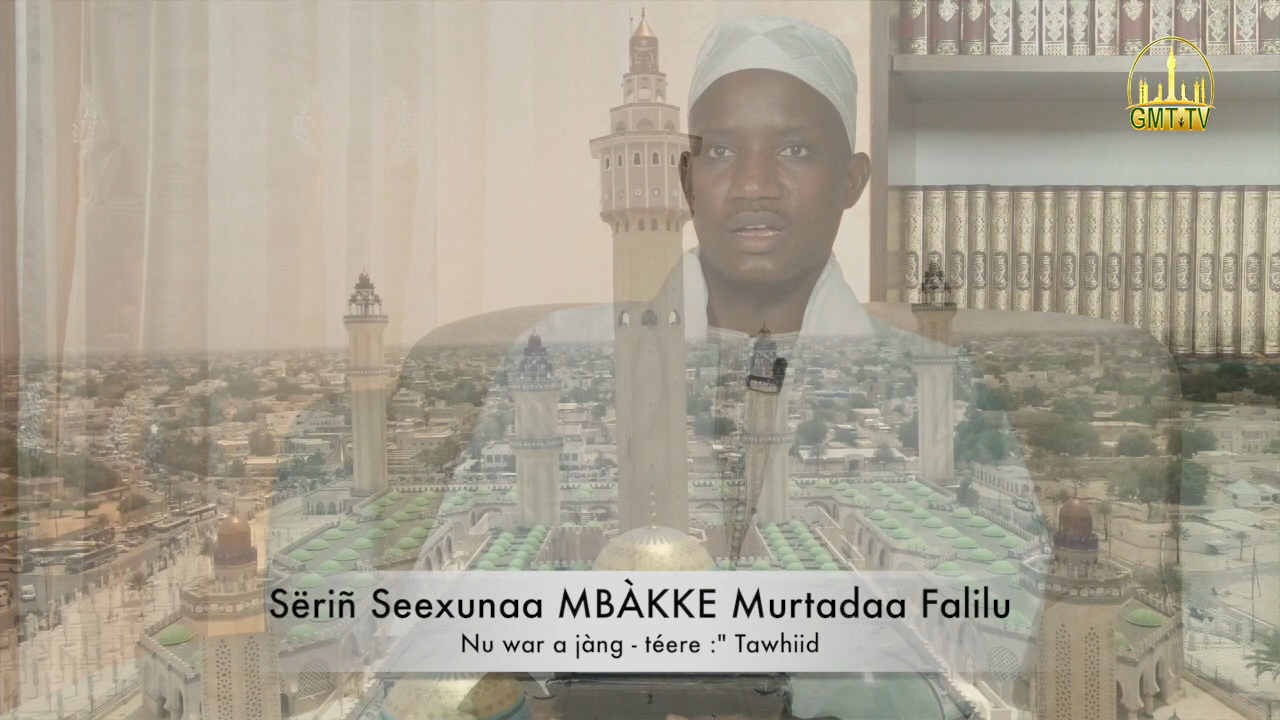 GMT TV
Sëriñ Seexunaa MBÀKKE Murtadaa Falilu
Nu war a jàng - téere :" Tawhiid